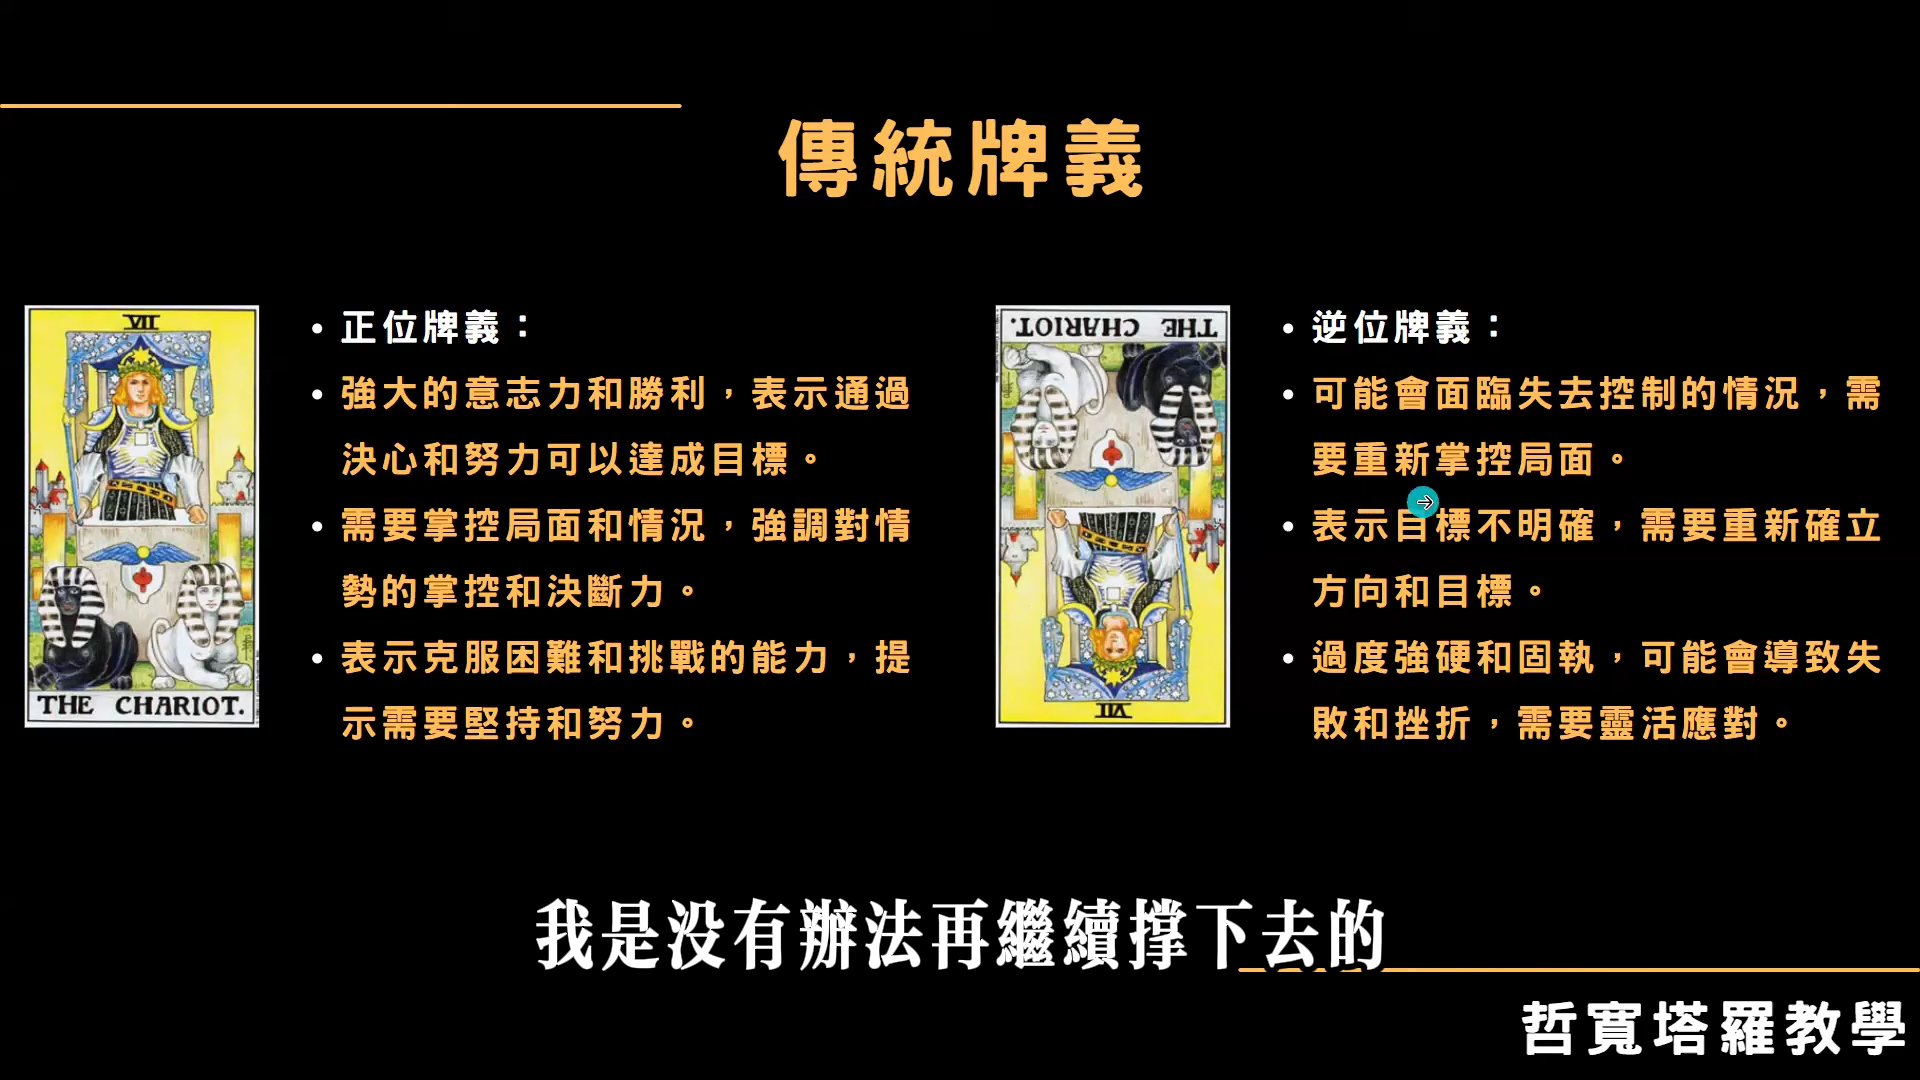 傳統牌義
VII
THE CHARIOT.
• 正位牌義：
• 強大的意志力和勝利，表示通過
決心和努力可以達成目標。
• 需要掌控局面和情況，強調對情
勢的掌控和決斷力。
• 表示克服困難和挑戰的能力，提
示需要堅持和努力。
THE CHARIOT.
VII
• 逆位牌義：
• 可能會面臨失去控制的情況，需
要重新掌控局面。
• 表示目標不明確，需要重新確立
方向和目標。
• 過度強硬和固執，可能會導致失
敗和挫折，需要靈活應對。
我是没有辦法再繼續撑下去的
哲寬塔羅教學